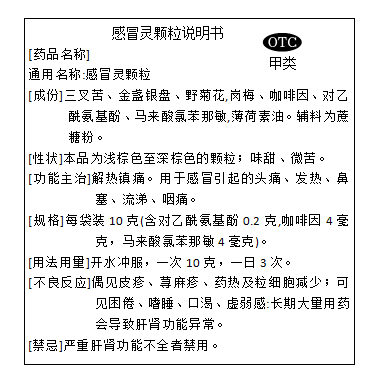 感冒灵颗粒说明书
OTC
甲类
[药品名称]
通用名称:感冒灵颗粒
[成份]三叉苦、金盏银盘、野菊花,岗梅、咖啡因、对乙
酰氨基酚、马来酸氯苯那敏,薄荷素油。辅料为蔗
糖粉。
[性状]本品为浅棕色至深棕色的颗粒；味甜、微苦。
[功能主治]解热镇痛。用于感冒引起的头痛、发热、鼻
塞、流涕、咽痛。
[规格]每袋装 10 克(含对乙酰氨基酚 0.2 克,咖啡因 4 毫
克，马来酸氯苯那敏 4 毫克)。
[用法用量]开水冲服，一次 10 克，一日 3 次。
[不良反应]偶见皮疹、荨麻疹、药热及粒细胞减少；可
见困倦、嗜睡、口渴、虚弱感:长期大量用药
会导致肝肾功能异常。
[禁忌]严重肝肾功能不全者禁用。